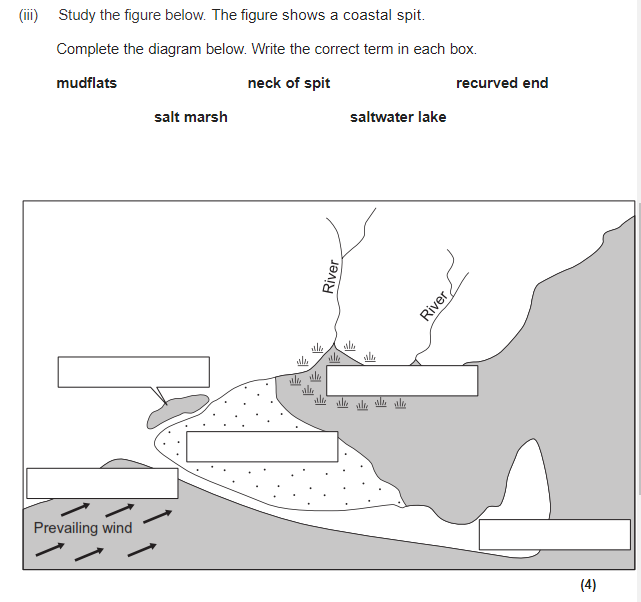 (iii) Study the figure below. The figure shows a coastal spit.
Complete the diagram below. Write the correct term in each box.
mudflats neck of spit recurved end
salt marsh saltwater lake
River
River
Prevailing wind
(4)